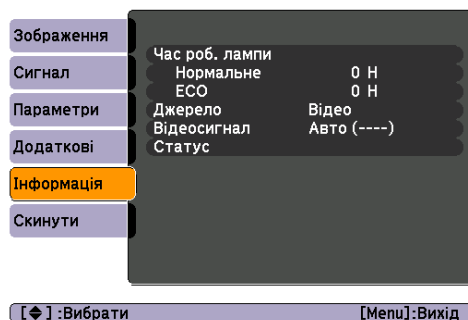 Зображення
Сигнал
Параметри
Додаткові
Інформація
Скинути
Час роб. лампи
Нормальне 0 H
ECO 0 H
Джерело Відео
Відеосигнал Авто (----)
Статус
[◆] :Вибрати [Menu]:Вихід